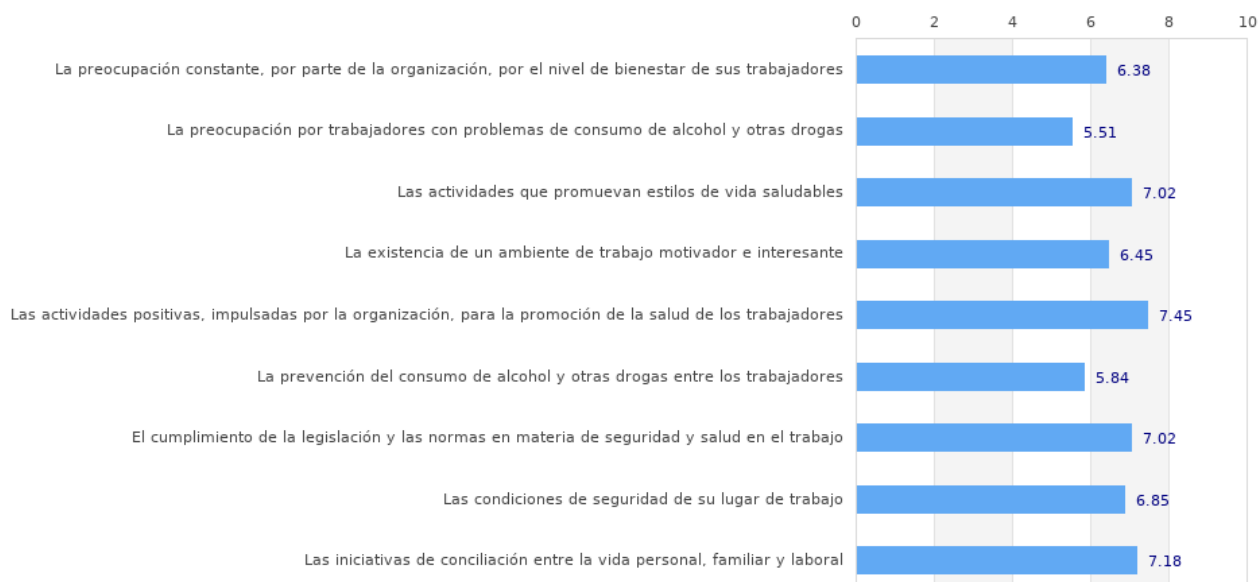 0 2 4 6 8 10
La preocupación constante, por parte de la organización, por el nivel de bienestar de sus trabajadores 6.38
La preocupación por trabajadores con problemas de consumo de alcohol y otras drogas 5.51
Las actividades que promuevan estilos de vida saludables 7.02
La existencia de un ambiente de trabajo motivador e interesante 6.45
Las actividades positivas, impulsadas por la organización, para la promoción de la salud de los trabajadores 7.45
La prevención del consumo de alcohol y otras drogas entre los trabajadores 5.84
El cumplimiento de la legislación y las normas en materia de seguridad y salud en el trabajo 7.02
Las condiciones de seguridad de su lugar de trabajo 6.85
Las iniciativas de conciliación entre la vida personal, familiar y laboral 7.18